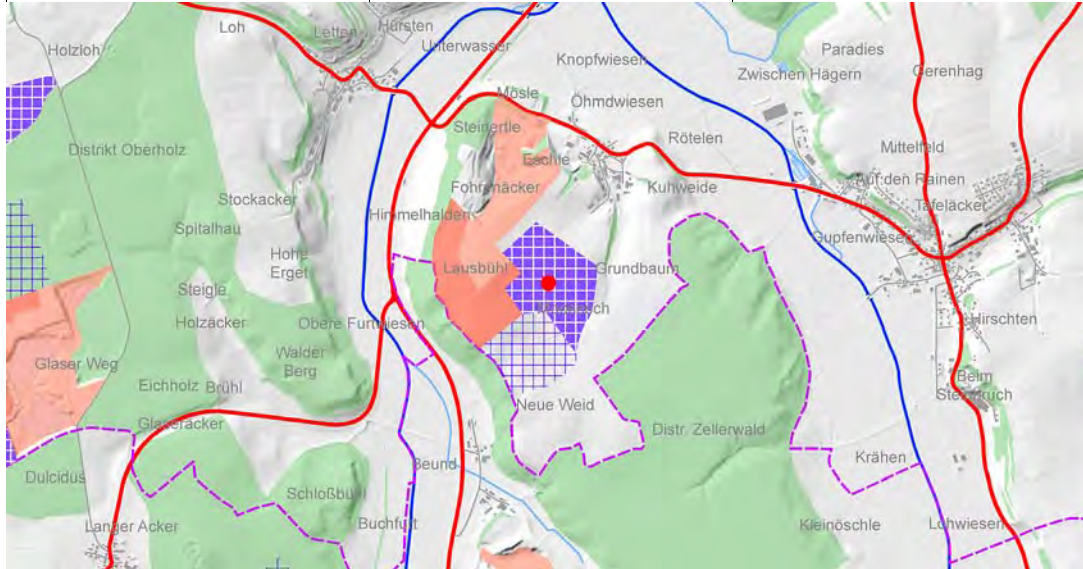 Hürsten
Loh
Letten
Unterwasser
Holzloh
Knopfwiesen
Paradies
Gerenhag
Zwischen Hägern
Mösle
Öhmdwiesen
Steinertle
Rötelen
Distrikt Oberholz
Mittelfeld
Eschle
Auf den Rainen
Fohrenäcker
Kuhweide
Stockacker
Tafeläcker
Himmelhalden
Spitalhau
Gupfenwiesen
Hohe
Erget
Lausbühl
Grundbaum
Steigle
Holzäcker
Obere Furtwiesen
Hirschten
Walder
Berg
Glaser Weg
Eichholz
Brühl
Beim
Steinbruch
Neue Weid
Glaseräcker
Distr. Zellerwald
Krähen
Beund
Dulcidus
Schloßbühl
Langer Acker
Buchfurt
Kleinöschle
Lohwiesen